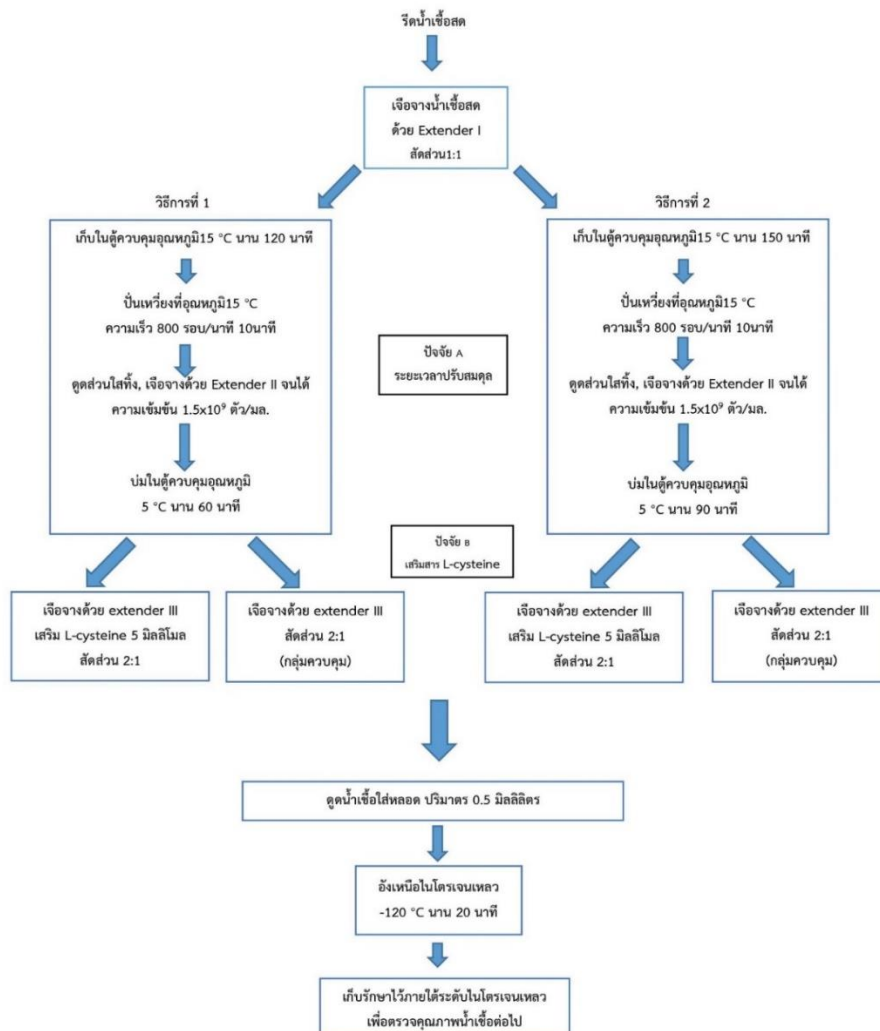 รีดน้ำเชื้อสด
เจือจางน้ำเชื้อสด
ด้วย Extender I
สัดส่วน1:1
วิธีการที่ 1
เก็บในตู้ควบคุมอุณหภูมิ15 °C นาน 120 นาที
ปั่นเหวี่ยงที่อุณหภูมิ15 °C
ความเร็ว 800 รอบ/นาที 10นาที
ดูดส่วนใสทิ้ง, เจือจางด้วย Extender II จนได้
ความเข้มข้น 1.5x10⁹ ตัว/มล.
บ่มในตู้ควบคุมอุณหภูมิ
5 °C นาน 60 นาที
วิธีการที่ 2
เก็บในตู้ควบคุมอุณหภูมิ15 °C นาน 150 นาที
ปั่นเหวี่ยงที่อุณหภูมิ15 °C
ความเร็ว 800 รอบ/นาที 10นาที
ดูดส่วนใสทิ้ง, เจือจางด้วย Extender II จนได้
ความเข้มข้น 1.5x10⁹ ตัว/มล.
บ่มในตู้ควบคุมอุณหภูมิ
5 °C นาน 90 นาที
ปัจจัย A
ระยะเวลาปรับสมดุล
ปัจจัย B
เสริมสาร L-cysteine
เจือจางด้วย extender III
เสริม L-cysteine 5 มิลลิโมล
สัดส่วน 2:1
เจือจางด้วย extender III
สัดส่วน 2:1
(กลุ่มควบคุม)
เจือจางด้วย extender III
เสริม L-cysteine 5 มิลลิโมล
สัดส่วน 2:1
เจือจางด้วย extender III
สัดส่วน 2:1
(กลุ่มควบคุม)
ดูดน้ำเชื้อใส่หลอด ปริมาตร 0.5 มิลลิลิตร
อังเหนือไนโตรเจนเหลว
-120 °C นาน 20 นาที
เก็บรักษาไว้ภายใต้ระดับไนโตรเจนเหลว
เพื่อตรวจคุณภาพน้ำเชื้อต่อไป